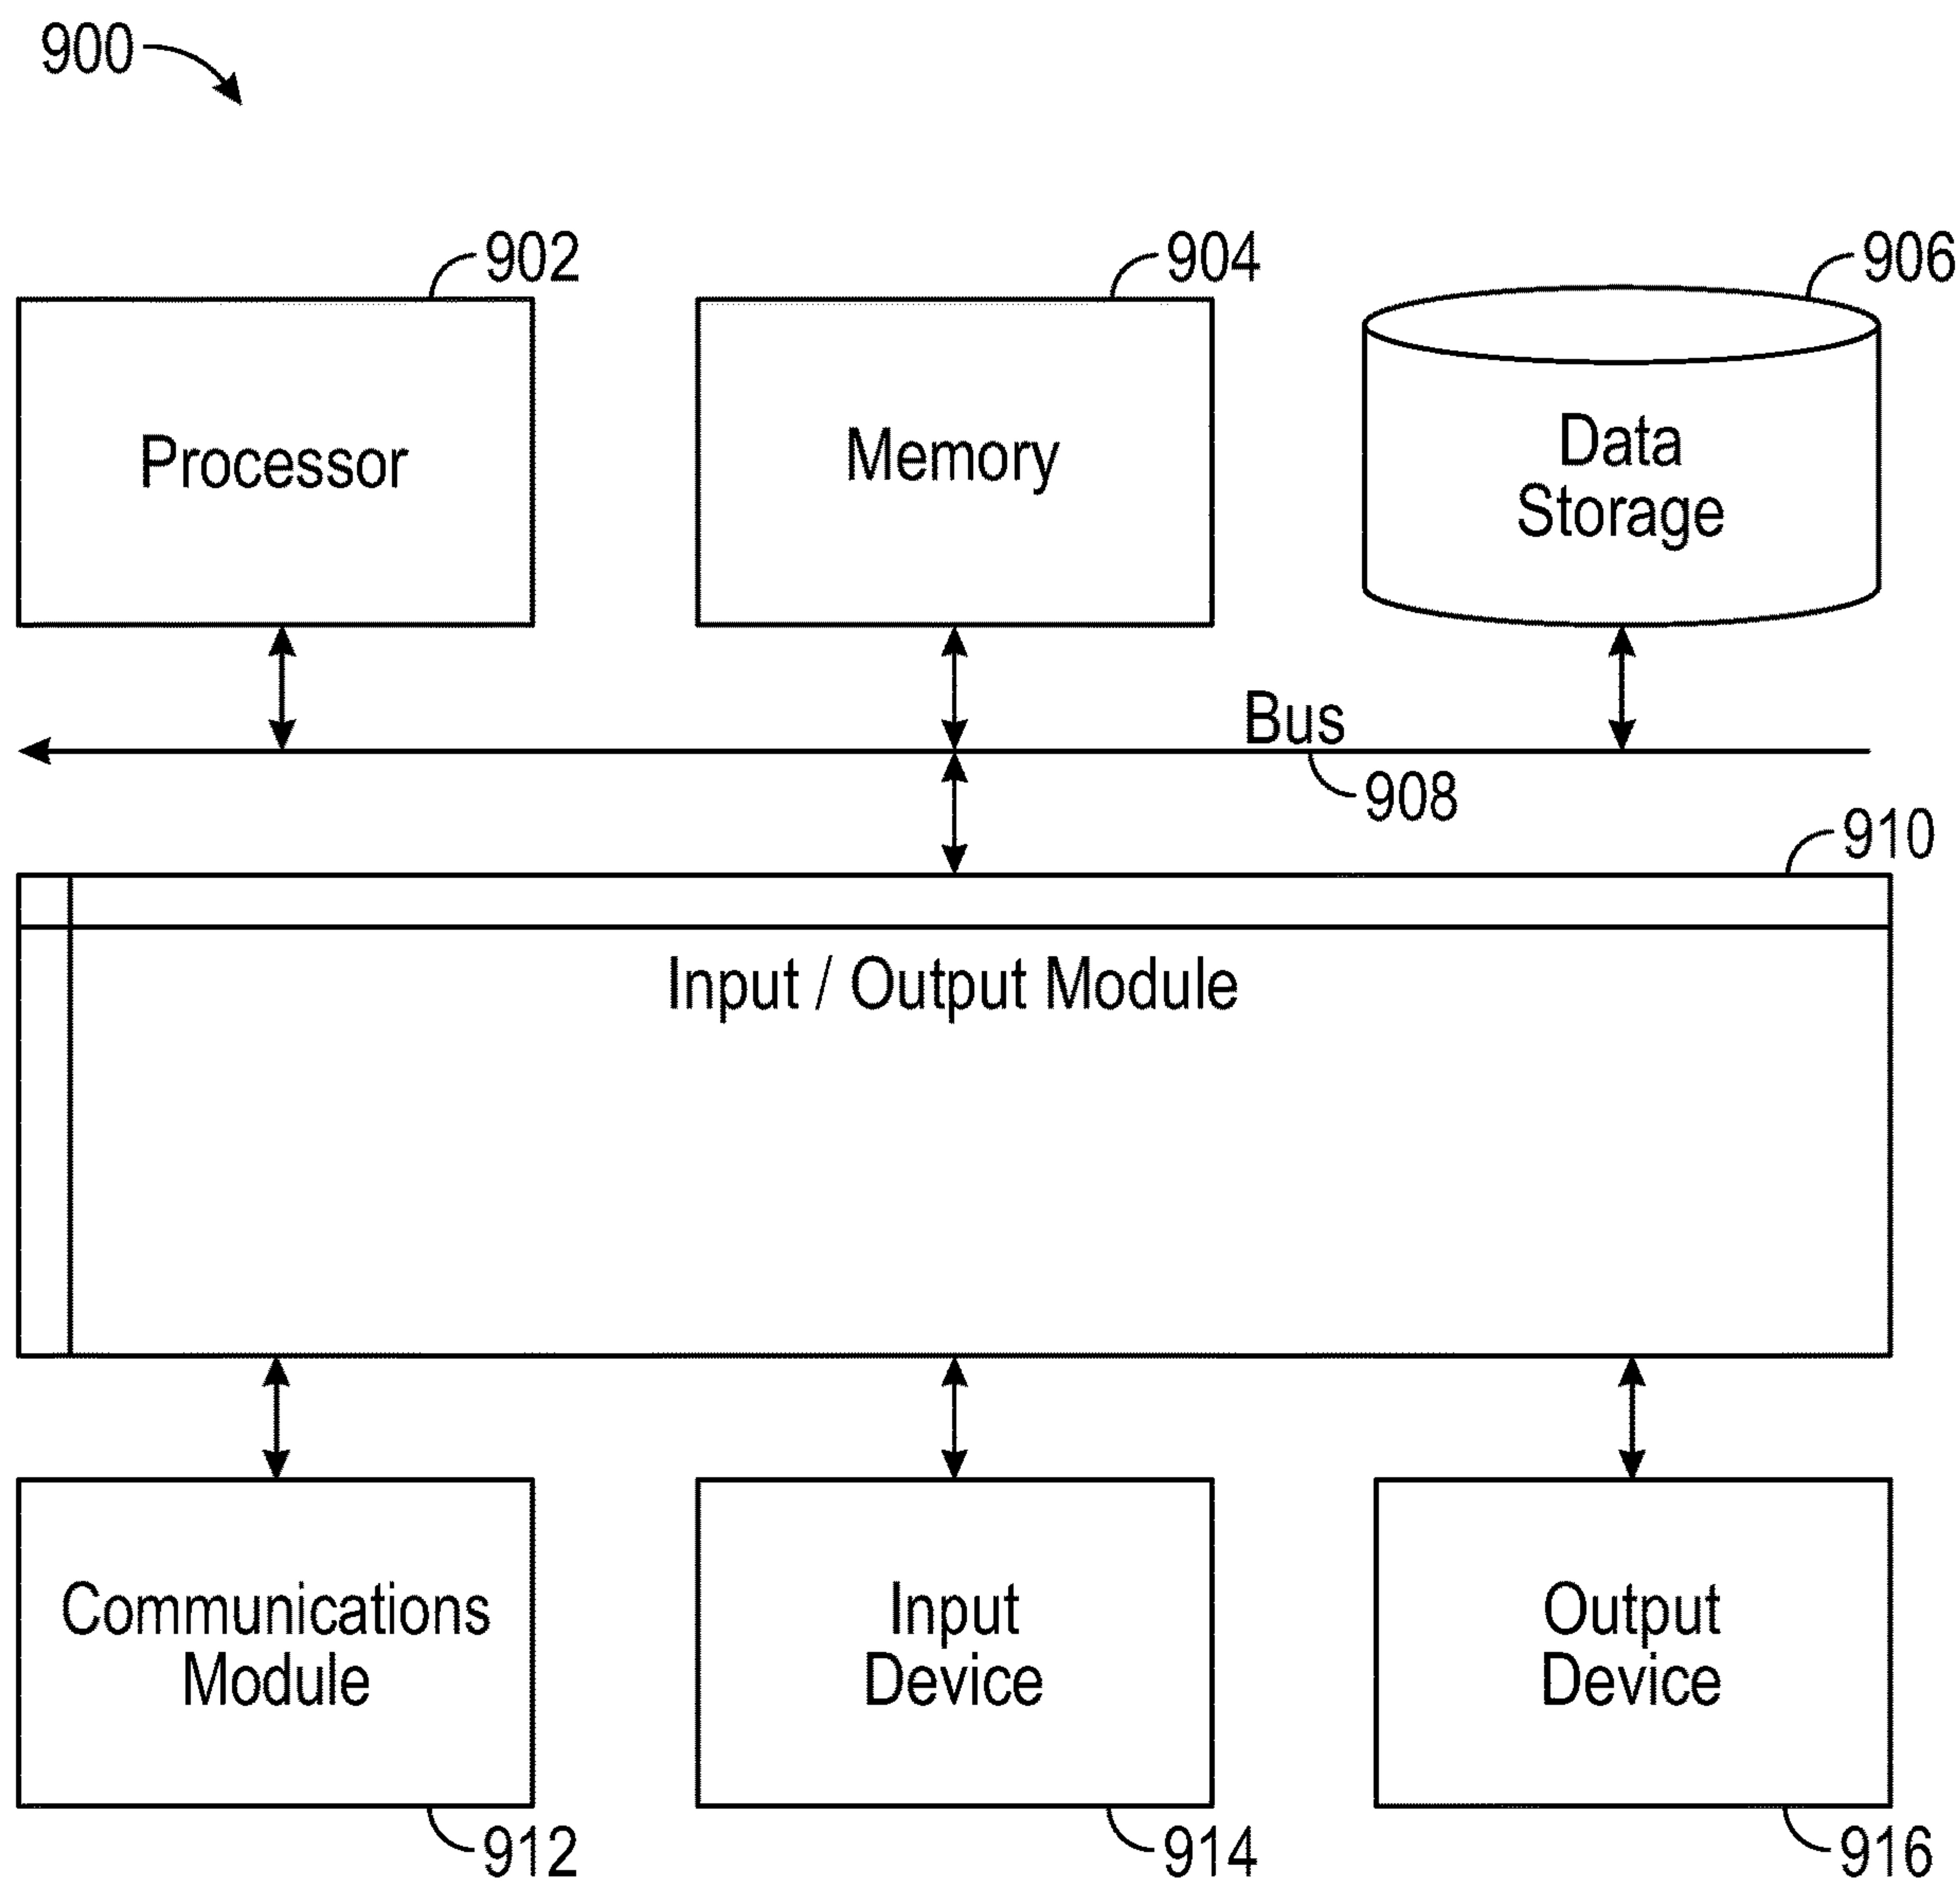 900
902
904
906
Processor
Memory
Data
Storage
Bus
908
910
Input / Output Module
Communications
Module
Input
Device
Output
Device
912
914
916